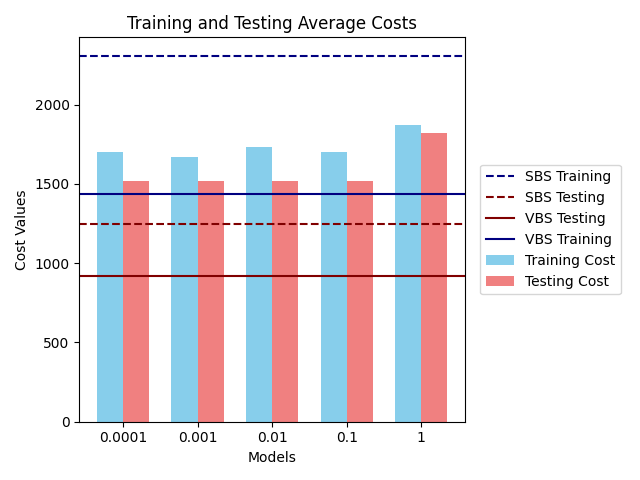 Training and Testing Average Costs
Cost Values
2000
1500
1000
500
0
0.0001
0.001
0.01
0.1
1
Models
SBS Training
SBS Testing
VBS Testing
VBS Training
Training Cost
Testing Cost